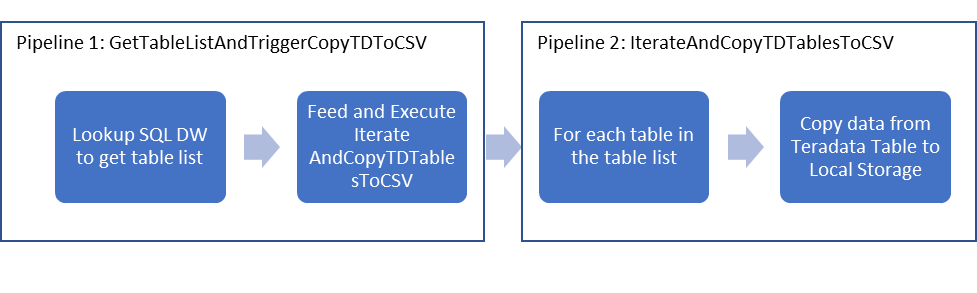 Pipeline 1: GetTableListAndTriggerCopyTDToCSV
Lookup SQL DW
to get table list
Feed and Execute
Iterate
AndCopyTDTable
sToCSV
Pipeline 2: IterateAndCopyTDTablesToCSV
For each table in
the table list
Copy data from
Teradata Table to
Local Storage